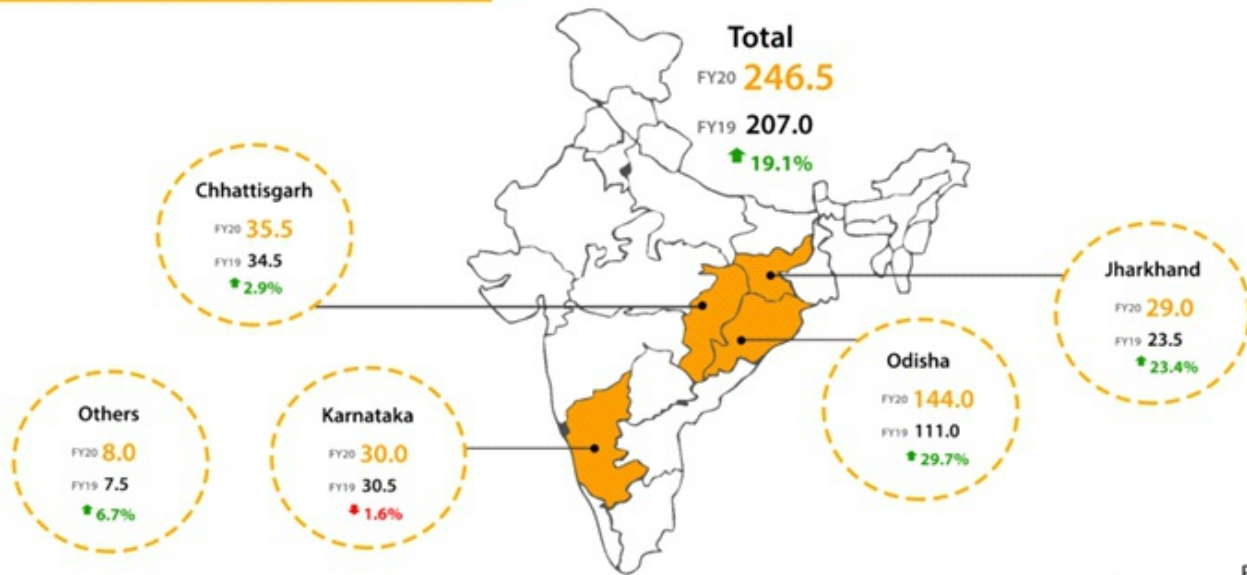 Total
FY20 246.5
FY19 207.0
19.1%
Chhattisgarh
FY20 35.5
FY19 34.5
2.9%
Jharkhand
FY20 29.0
FY19 23.5
23.4%
Odisha
FY20 144.0
FY19 111.0
29.7%
Others
FY20 8.0
FY19 7.5
6.7%
Karnataka
FY20 30.0
FY19 30.5
1.6%